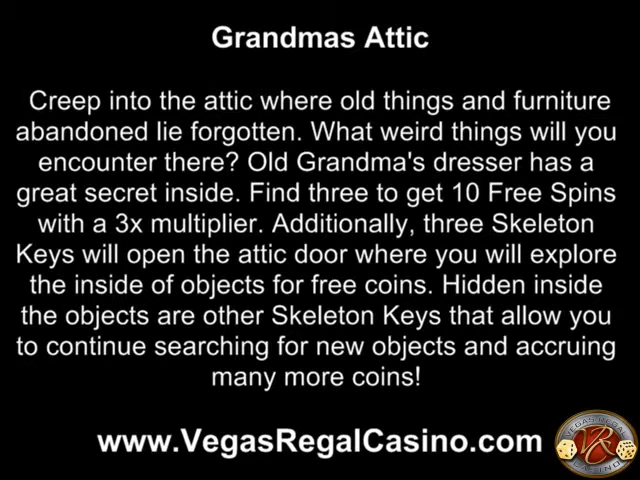 Grandmas Attic
Creep into the attic where old things and furniture
abandoned lie forgotten. What weird things will you
encounter there? Old Grandma's dresser has a
great secret inside. Find three to get 10 Free Spins
with a 3x multiplier. Additionally, three Skeleton
Keys will open the attic door where you will explore
the inside of objects for free coins. Hidden inside
the objects are other Skeleton Keys that allow you
to continue searching for new objects and accruing
many more coins!
www.VegasRegalCasino.com
VEGAS REGAL
VR
CASINO